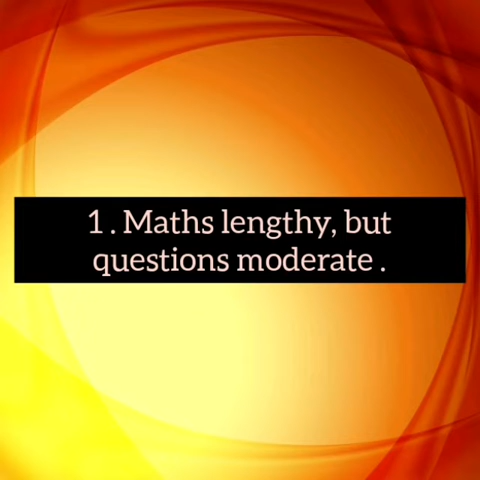 1 . Maths lengthy, but
questions moderate .